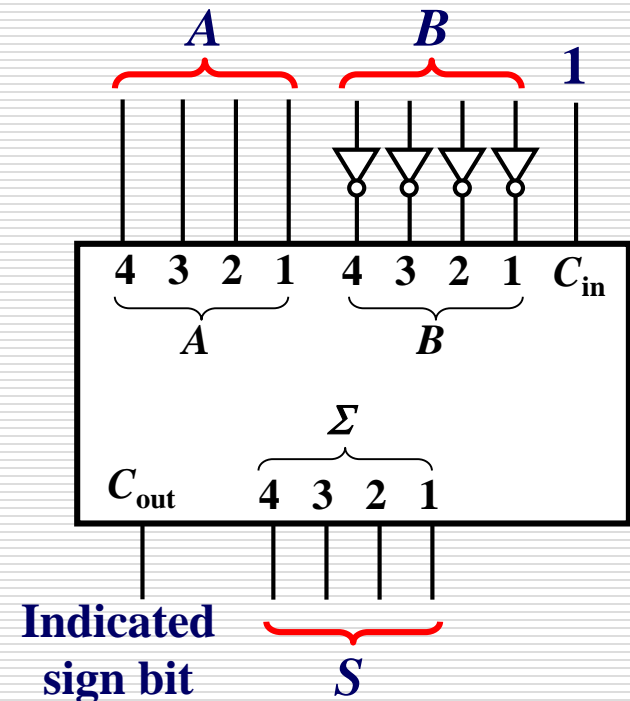 A B 1
4 3 2 1 4 3 2 1 Cin
A B
Σ
Cout 4 3 2 1
Indicated
sign bit S